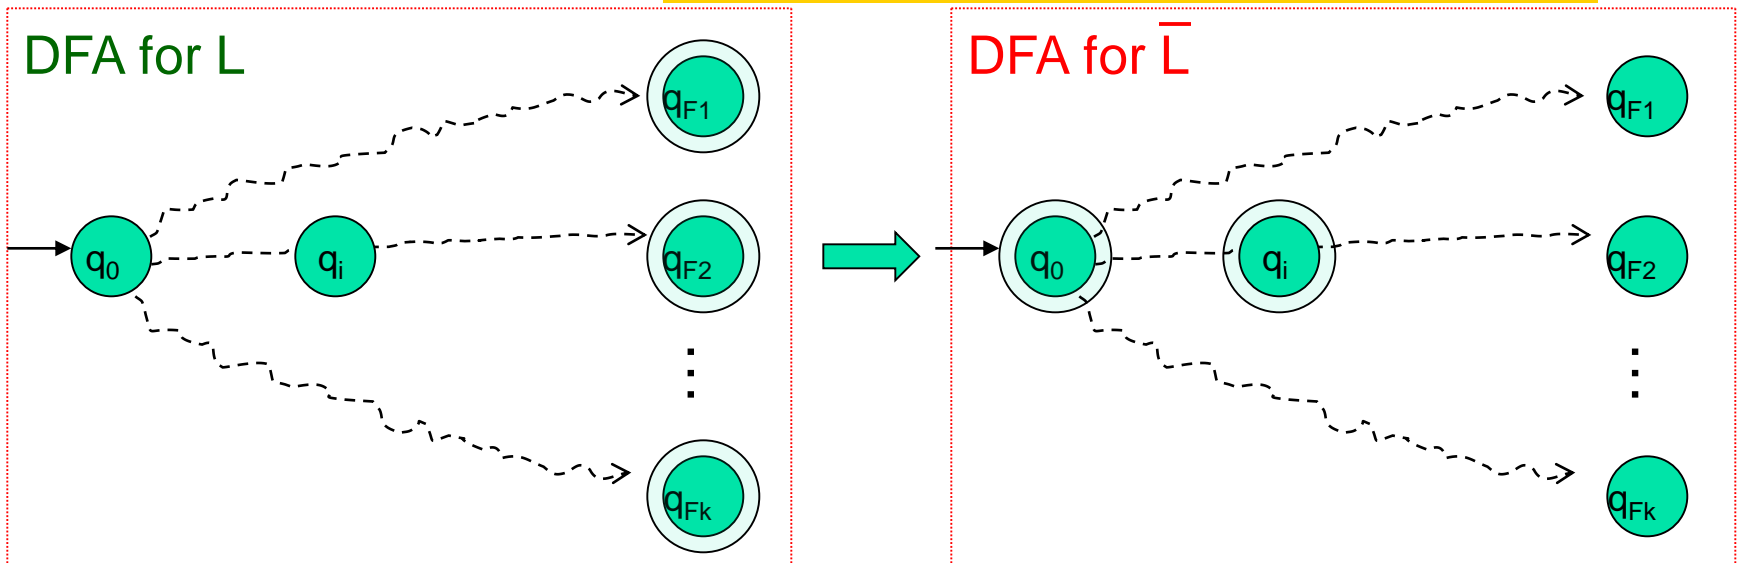 DFA for L
q0
qi
qF1
qF2
⋮
qFk
DFA for L̅
q0
qi
qF1
qF2
⋮
qFk